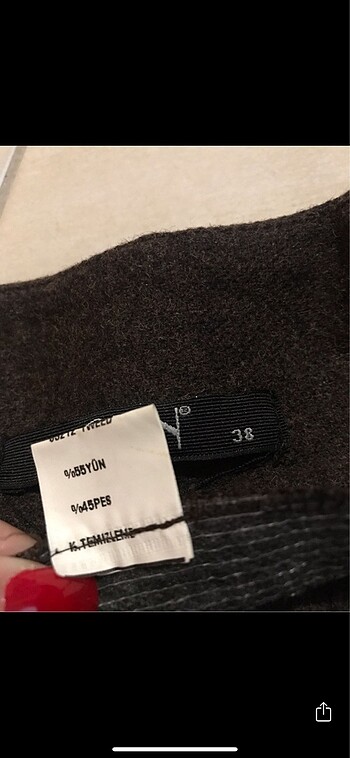 TWEED
%55YÜN
%45PES
K.TEMİZLEME
Y®
38